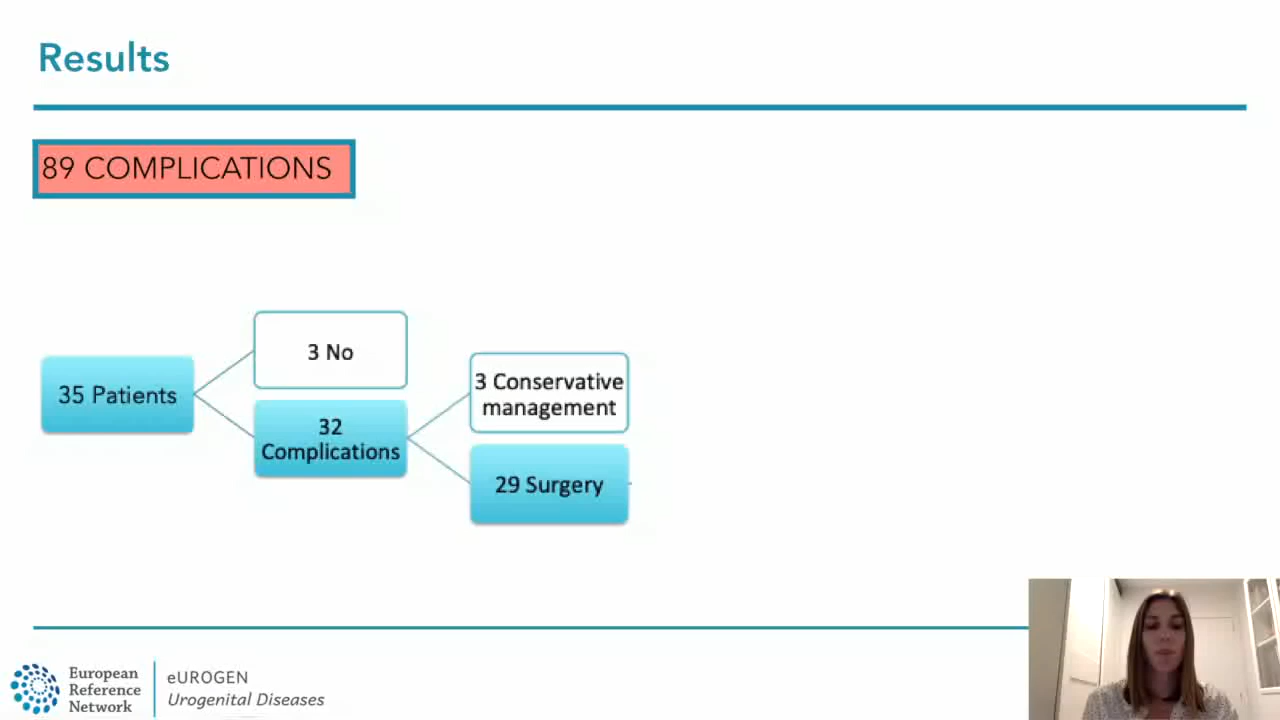 Results
89 COMPLICATIONS
35 Patients
3 No
32
Complications
3 Conservative
management
29 Surgery
European
Reference
Network
eUROGEN
Urogenital Diseases